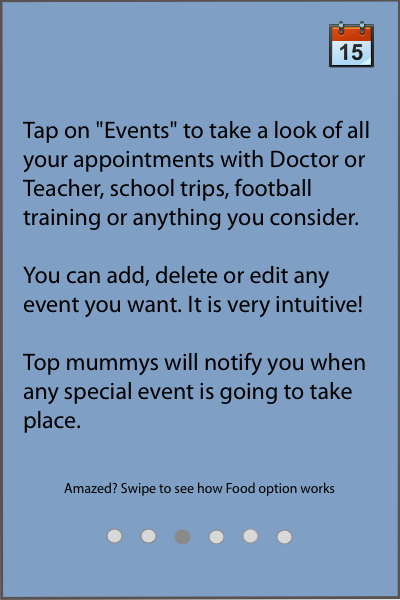 15
Tap on "Events" to take a look of all
your appointments with Doctor or
Teacher, school trips, football
training or anything you consider.
You can add, delete or edit any
event you want. It is very intuitive!
Top mummys will notify you when
any special event is going to take
place.
Amazed? Swipe to see how Food option works